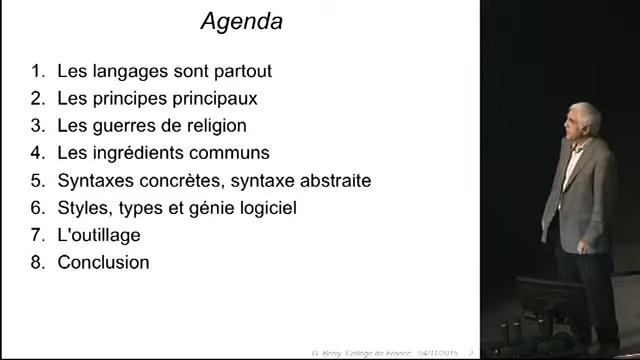 Agenda
1. Les langages sont partout
2. Les principes principaux
3. Les guerres de religion
4. Les ingrédients communs
5. Syntaxes concrètes, syntaxe abstraite
6. Styles, types et génie logiciel
7. L'outillage
8. Conclusion
G. Berry, Collège de France, 04/11/2015 2